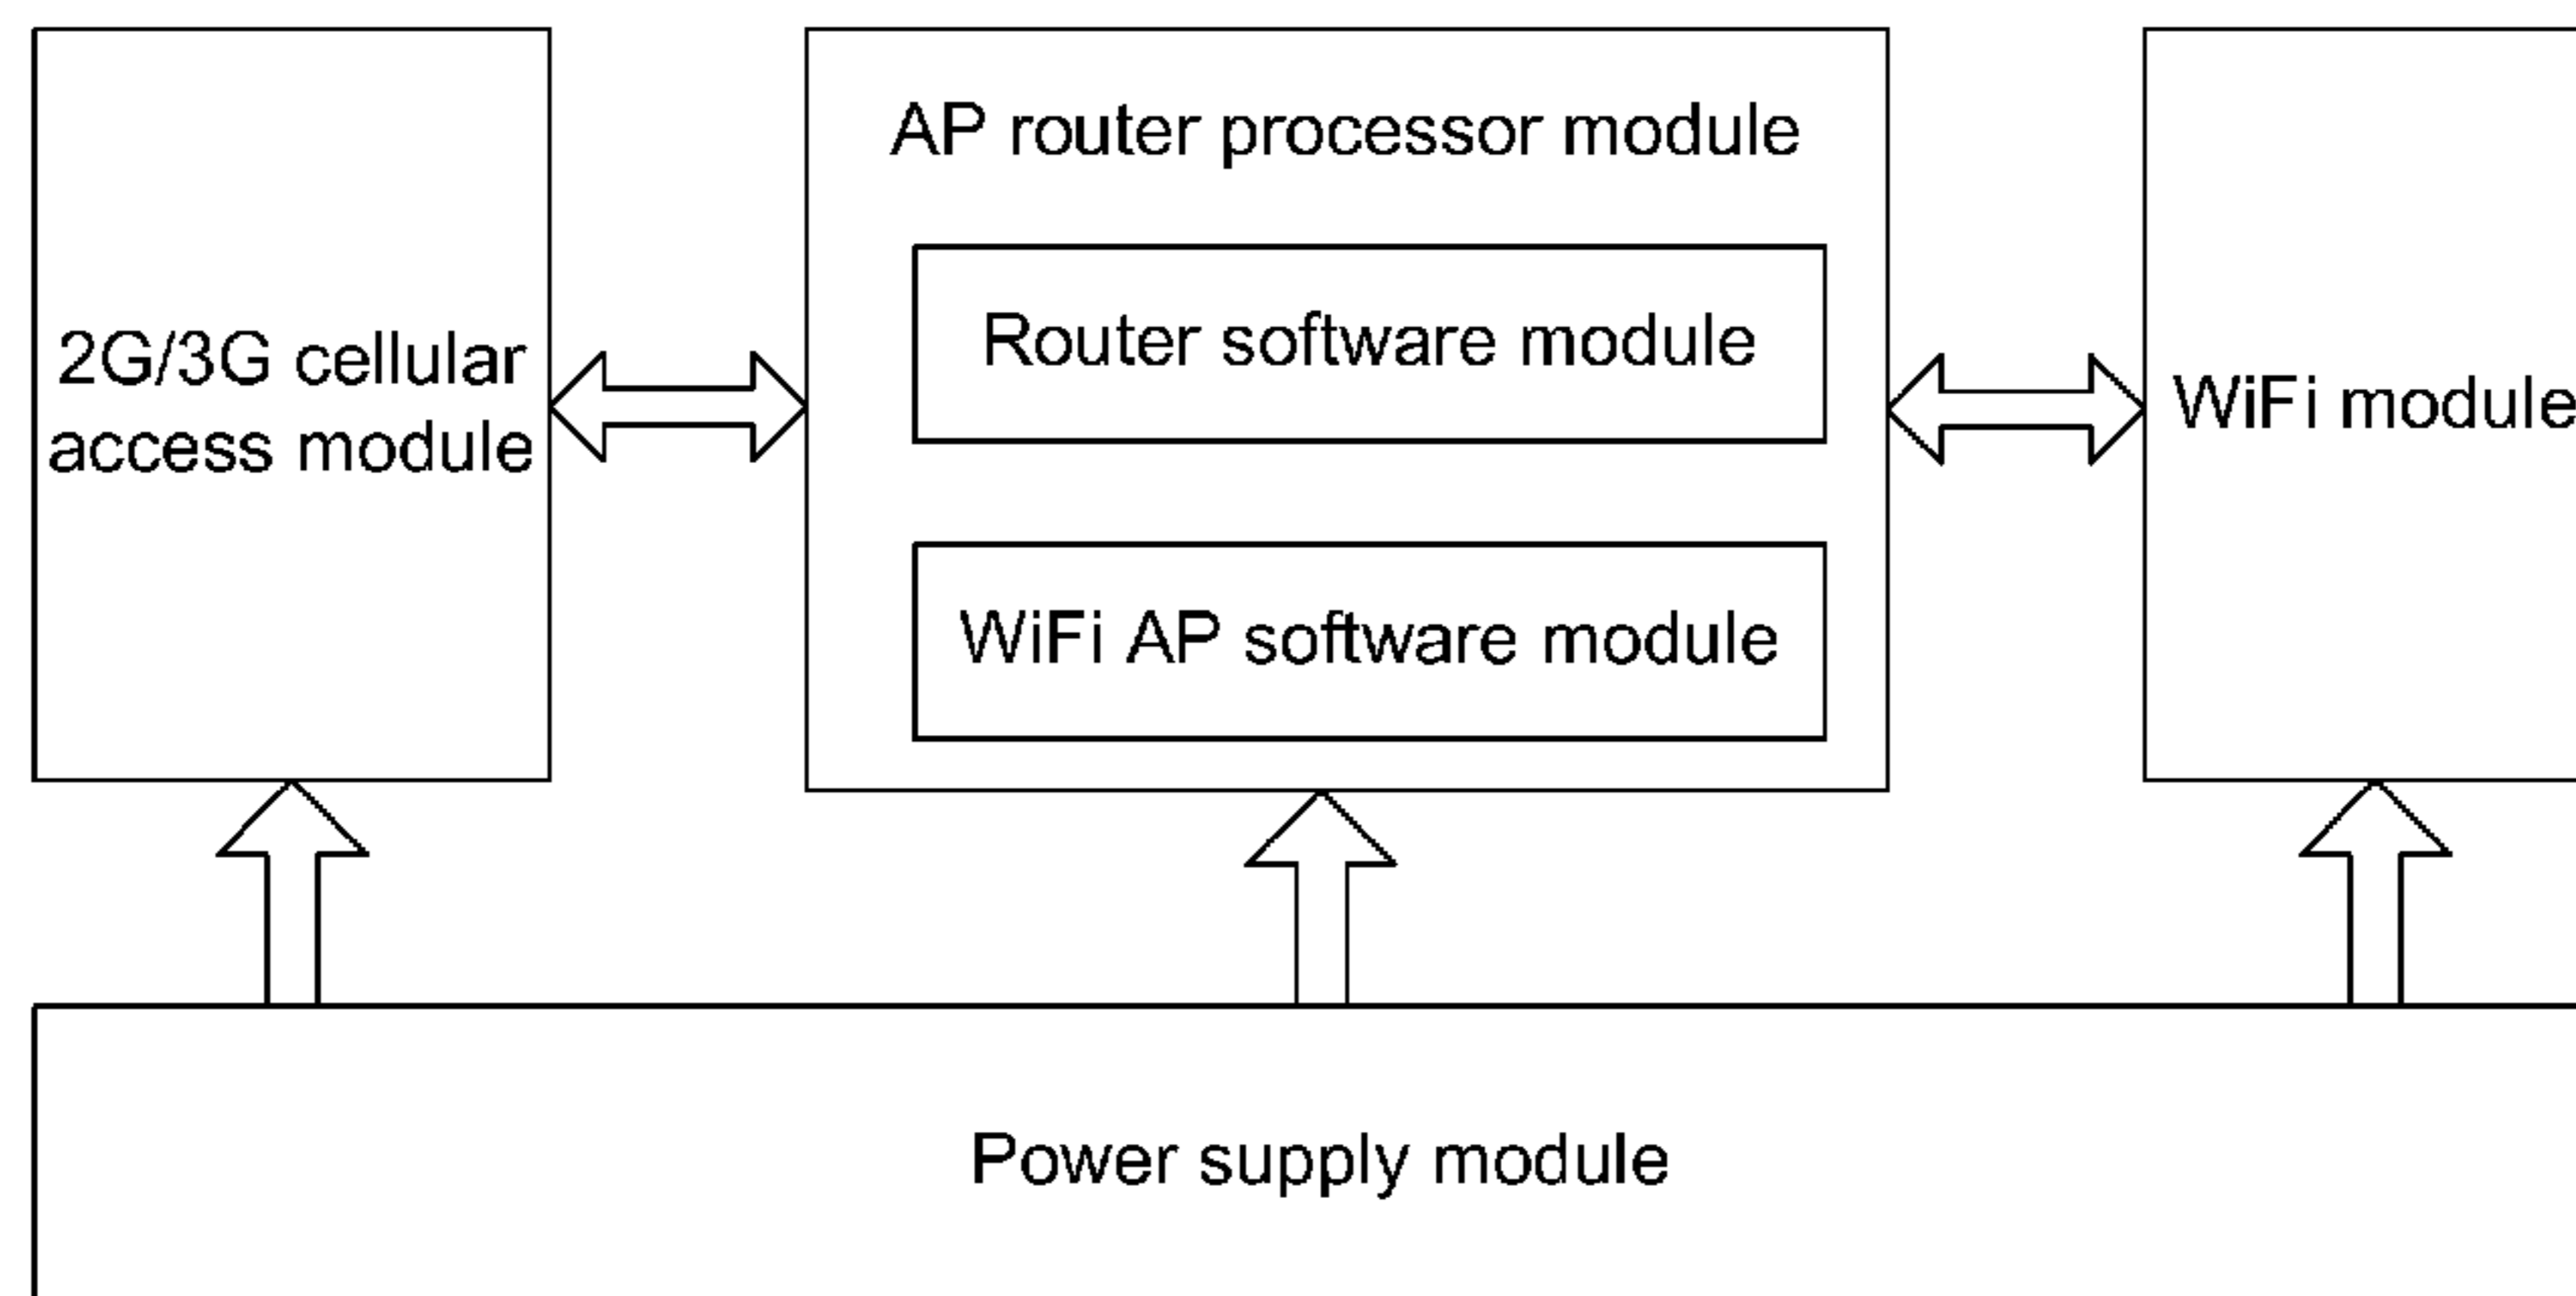 AP router processor module
Router software module
2G/3G cellular
access module
WiFi module
WiFi AP software module
Power supply module